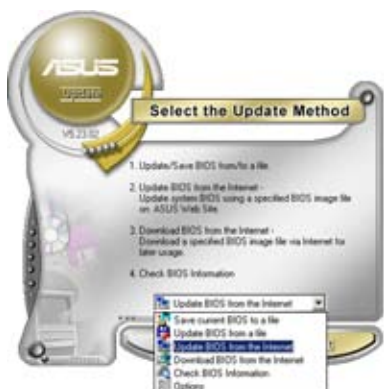 ASUS
Update
V5.23.02
Select the Update Method
1. Update/Save BIOS from/to a file.
2. Update BIOS from the Internet -
Update system BIOS using a specified BIOS image file
on ASUS Web Site.
3. Download BIOS from the Internet -
Download a specified BIOS image file via Internet for
later usage.
4. Check BIOS Information
Update BIOS from the Internet
Save current BIOS to a file
Update BIOS from a file
Update BIOS from the Internet
Download BIOS from the Internet
Check BIOS Information
Options